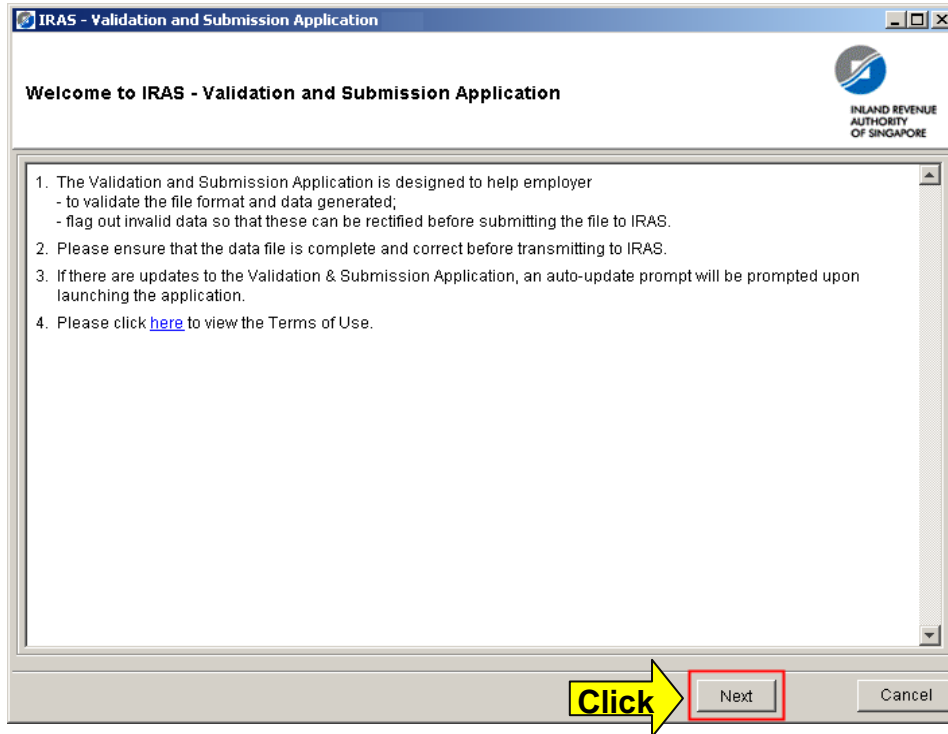 IRAS - Validation and Submission Application
Welcome to IRAS - Validation and Submission Application
INLAND REVENUE
AUTHORITY
OF SINGAPORE
1. The Validation and Submission Application is designed to help employer
- to validate the file format and data generated;
- flag out invalid data so that these can be rectified before submitting the file to IRAS.
2. Please ensure that the data file is complete and correct before transmitting to IRAS.
3. If there are updates to the Validation & Submission Application, an auto-update prompt will be prompted upon
launching the application.
4. Please click here to view the Terms of Use.
Click
Next
Cancel